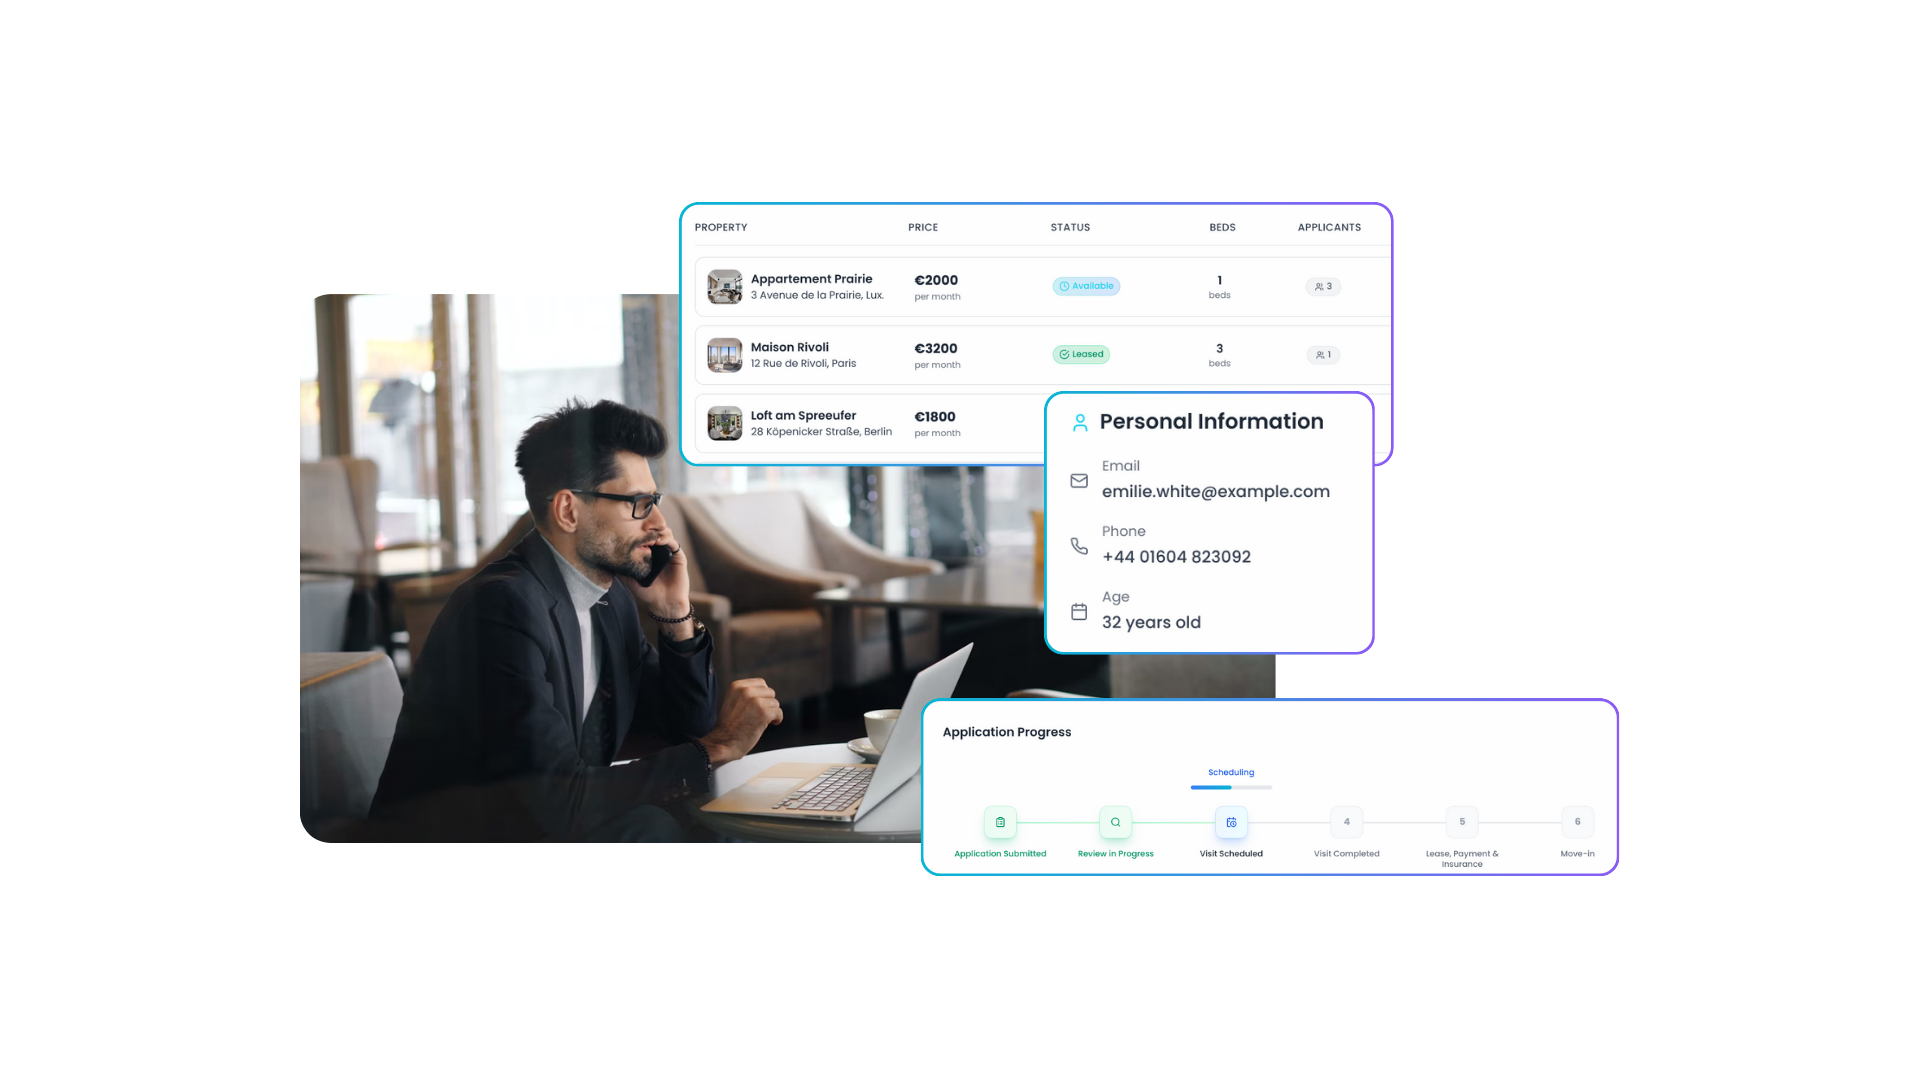 PROPERTY PRICE STATUS BEDS APPLICANTS
Appartement Prairie €2000 Available 1 3
3 Avenue de la Prairie, Lux. per month beds
Maison Rivoli €3200 Leased 3 1
12 Rue de Rivoli, Paris per month beds
Loft am Spreeufer €1800
28 Köpenicker Straße, Berlin per month
Personal Information
Email
emilie.white@example.com
Phone
+44 01604 823092
Age
32 years old
Application Progress
Scheduling
4 5 6
Application Submitted Review in Progress Visit Scheduled Visit Completed Lease, Payment & Move-in
Insurance